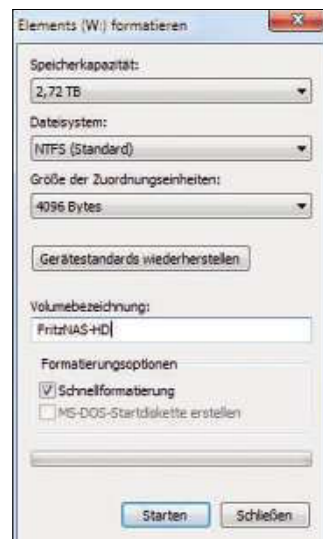 Elements (W:) formatieren
Speicherkapazität:
2,72 TB
Dateisystem:
NTFS (Standard)
Größe der Zuordnungseinheiten:
4096 Bytes
Gerätestandards wiederherstellen
Volumebezeichnung:
FritzNAS-HD
Formatierungsoptionen
Schnellformatierung
MS-DOS-Startdiskette erstellen
Starten Schließen